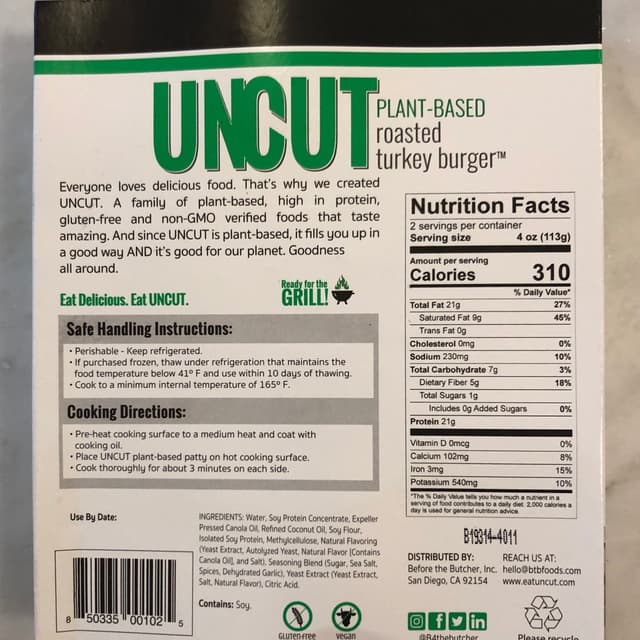 UNCUT
PLANT-BASED
roasted
turkey burger™
Everyone loves delicious food. That's why we created
UNCUT. A family of plant-based, high in protein,
gluten-free and non-GMO verified foods that taste
amazing. And since UNCUT is plant-based, it fills you up in
a good way AND it's good for our planet. Goodness
all around.
Eat Delicious. Eat UNCUT.
Ready for the
GRILL!
Safe Handling Instructions:
• Perishable - Keep refrigerated.
• If purchased frozen, thaw under refrigeration that maintains the
food temperature below 41° F and use within 10 days of thawing.
• Cook to a minimum internal temperature of 165° F.
Cooking Directions:
• Pre-heat cooking surface to a medium heat and coat with
cooking oil.
• Place UNCUT plant-based patty on hot cooking surface.
• Cook thoroughly for about 3 minutes on each side.
Nutrition Facts
2 servings per container
Serving size 4 oz (113g)
Amount per serving
Calories 310
% Daily Value*
Total Fat 21g 27%
Saturated Fat 9g 45%
Trans Fat 0g
Cholesterol 0mg 0%
Sodium 230mg 10%
Total Carbohydrate 7g 3%
Dietary Fiber 5g 18%
Total Sugars 1g
Includes 0g Added Sugars 0%
Protein 21g
Vitamin D 0mcg 0%
Calcium 102mg 8%
Iron 3mg 15%
Potassium 540mg 10%
*The % Daily Value tells you how much a nutrient in a
serving of food contributes to a daily diet. 2,000 calories a
day is used for general nutrition advice.
Use By Date:
8 50335 00102 5
INGREDIENTS: Water, Soy Protein Concentrate, Expeller
Pressed Canola Oil, Refined Coconut Oil, Soy Flour,
Isolated Soy Protein, Methylcellulose, Natural Flavoring
(Yeast Extract, Autolyzed Yeast, Natural Flavor [Contains
Canola Oil], and Salt), Seasoning Blend (Sugar, Sea Salt,
Spices, Dehydrated Garlic), Yeast Extract (Yeast Extract,
Salt, Natural Flavor), Citric Acid.
Contains: Soy.
gluten-free
vegan
B19314-4011
DISTRIBUTED BY:
Before the Butcher, Inc.
San Diego, CA 92154
REACH US AT:
hello@btbfoods.com
www.eatuncut.com
@B4thebutcher
Please recycle